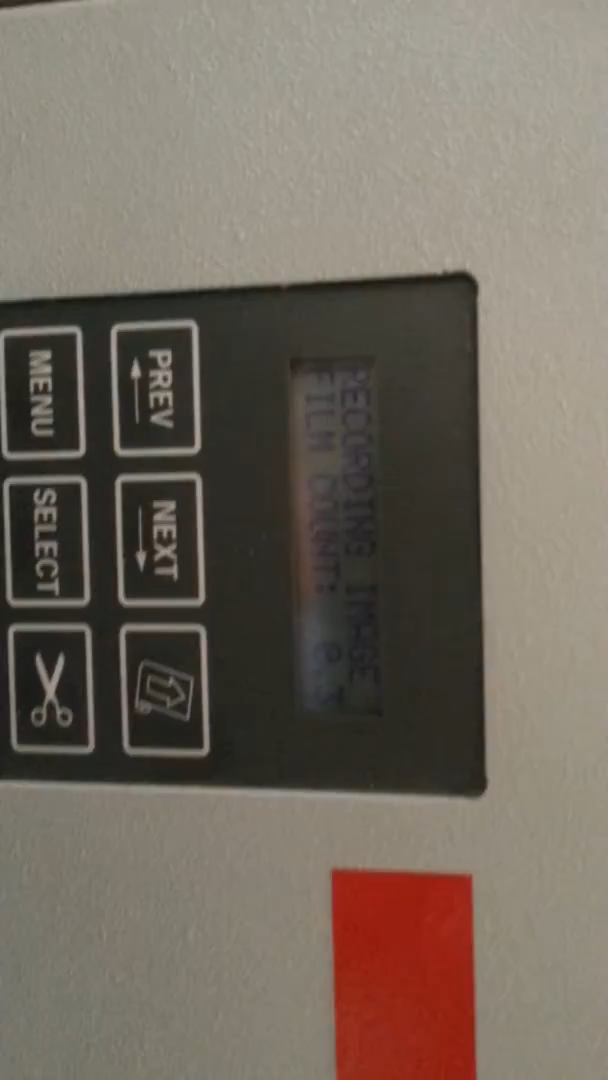 RECORDING IMAGE
FILM COUNT:
PREV
NEXT
MENU
SELECT